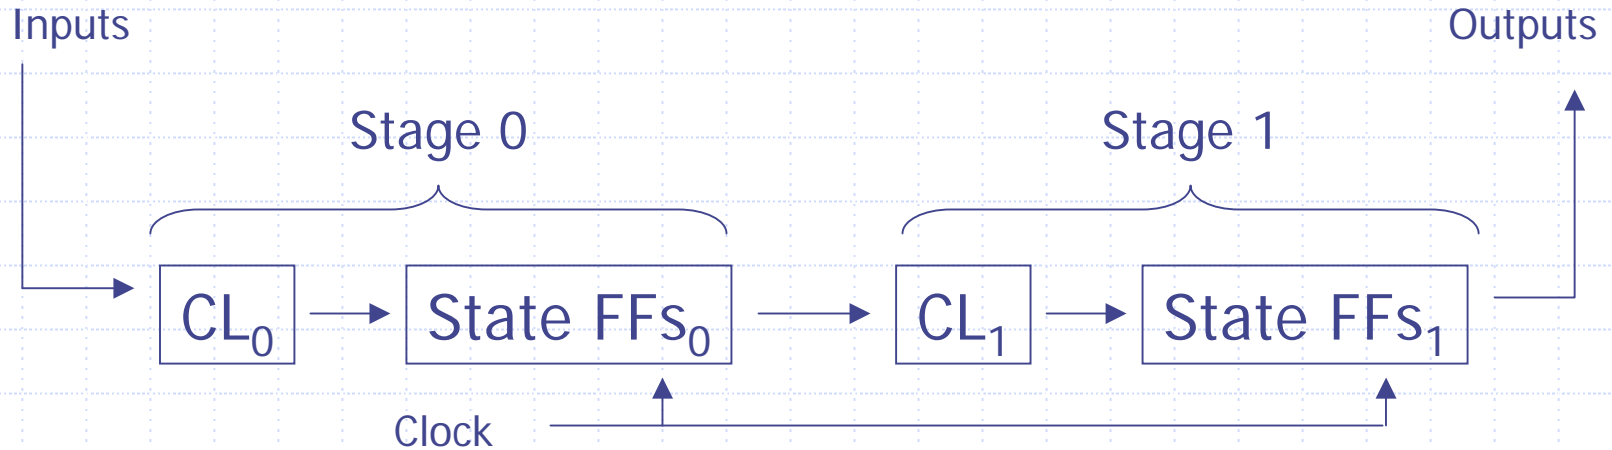 Inputs
Outputs
Stage 0
Stage 1
CL₀
State FFs₀
CL₁
State FFs₁
Clock